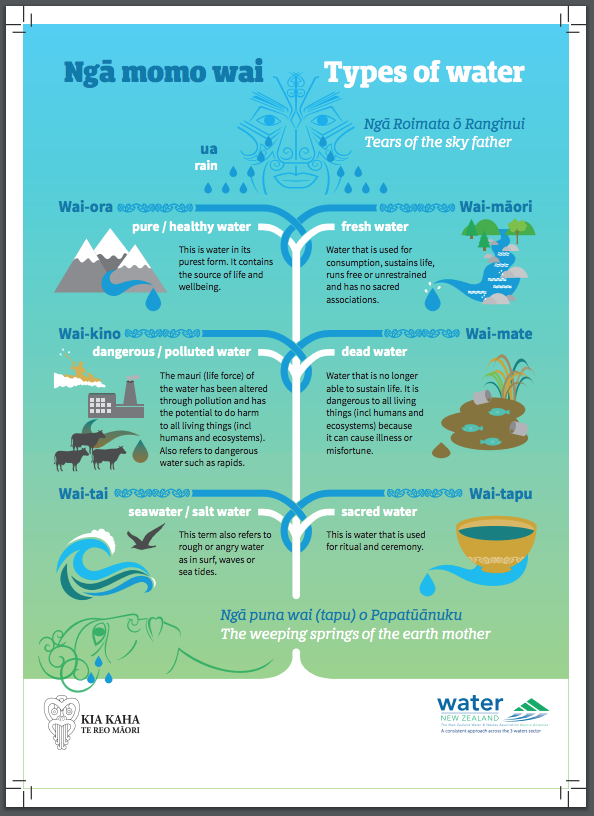 Ngā momo wai
Types of water
Ngā Roimata ō Ranginui
Tears of the sky father
ua
rain
Wai-ora
pure / healthy water
This is water in its
purest form. It contains
the source of life and
wellbeing.
Wai-māori
fresh water
Water that is used for
consumption, sustains life,
runs free or unrestrained
and has no sacred
associations.
Wai-kino
dangerous / polluted water
The mauri (life force) of
the water has been altered
through pollution and has
the potential to do harm
to all living things (incl
humans and ecosystems).
Also refers to dangerous
water such as rapids.
Wai-mate
dead water
Water that is no longer
able to sustain life. It is
dangerous to all living
things (incl humans and
ecosystems) because
it can cause illness or
misfortune.
Wai-tai
seawater / salt water
This term also refers to
rough or angry water
as in surf, waves or
sea tides.
Wai-tapu
sacred water
This is water that is used
for ritual and ceremony.
Ngā puna wai (tapu) o Papatūānuku
The weeping springs of the earth mother
KIA KAHA
TE REO MĀORI
water
NEW ZEALAND
The New Zealand Water & Wastes Association
A consistent approach across the 3 waters sector